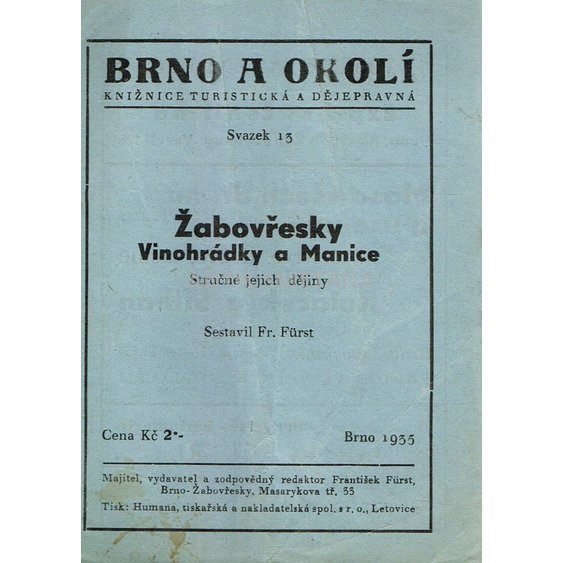 BRNO A OKOLÍ
KNIŽNICE TURISTICKÁ A DĚJEPRAVNÁ
Svazek 13
Žabovřesky
Vinohrádky a Manice
Stručné jejich dějiny
Sestavil Fr. Fürst
Cena Kč 2·-
Brno 1935
Majitel, vydavatel a zodpovědný redaktor František Fürst,
Brno-Žabovřesky, Masarykova tř. 55
Tisk: Humana, tiskařská a nakladatelská spol. s r. o., Letovice